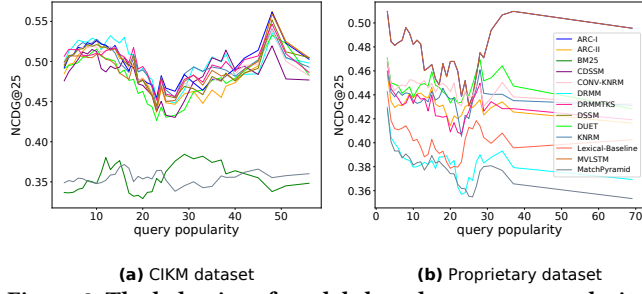 0.55
0.50
0.45
0.40
0.35
NCDG@25
10
20
30
40
50
query popularity
(a) CIKM dataset
0.50
0.48
0.46
0.44
0.42
0.40
0.38
0.36
NCDG@25
0
10
20
30
40
50
60
70
query popularity
ARC-I
ARC-II
BM25
CDSSM
CONV-KNRM
DRMM
DRMMTKS
DSSM
DUET
KNRM
Lexical-Baseline
MVLSTM
MatchPyramid
(b) Proprietary dataset